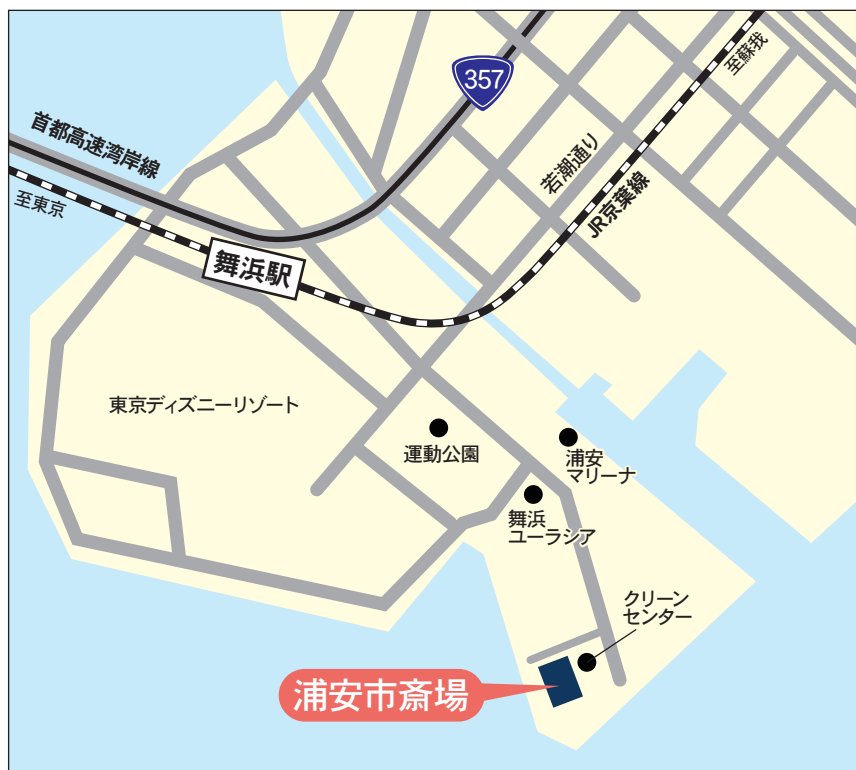 357
至蘇我
首都高速湾岸線
若潮通り
至東京
JR京葉線
舞浜駅
東京ディズニーリゾート
運動公園
浦安
マリーナ
舞浜
ユーラシア
クリーン
センター
浦安市斎場